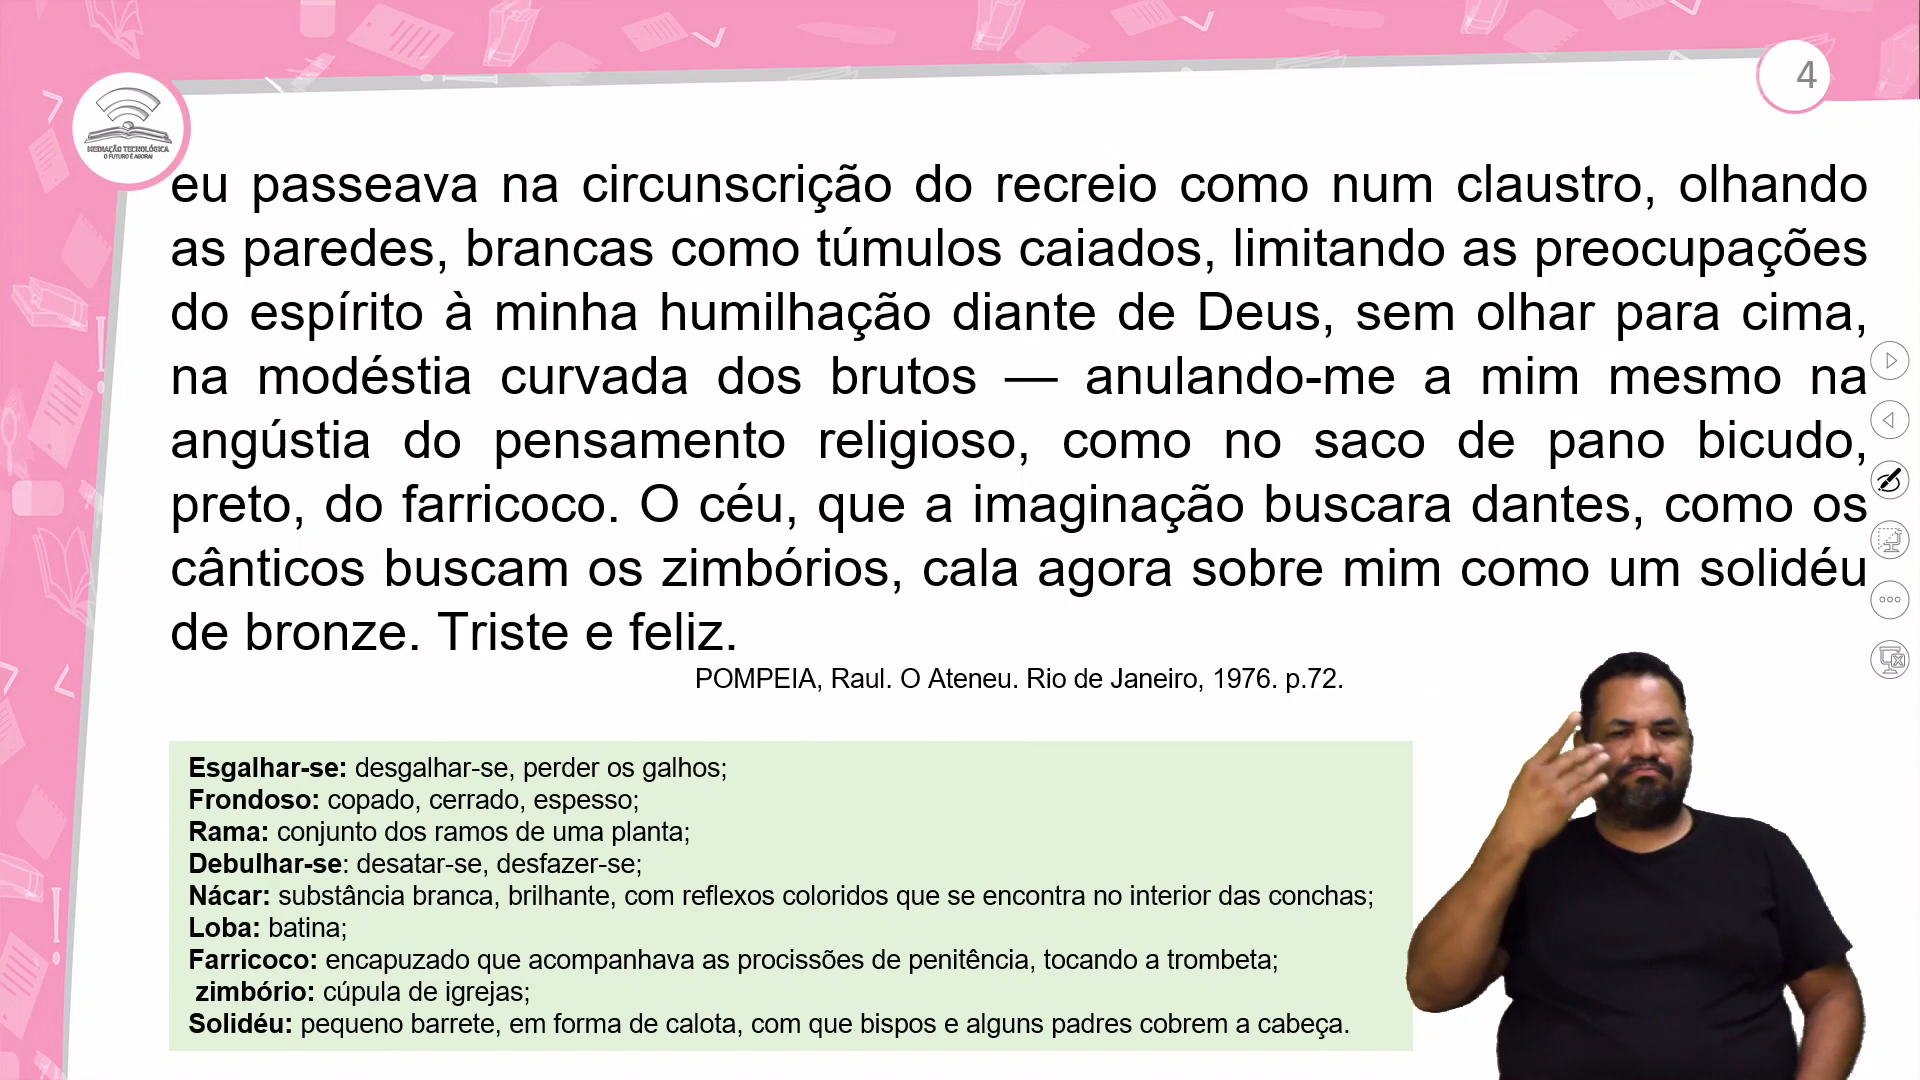 4
MEDIAÇÃO TECNOLÓGICA
O FUTURO É AGORA!
eu passeava na circunscrição do recreio como num claustro, olhando
as paredes, brancas como túmulos caiados, limitando as preocupações
do espírito à minha humilhação diante de Deus, sem olhar para cima,
na modéstia curvada dos brutos — anulando-me a mim mesmo na
angústia do pensamento religioso, como no saco de pano bicudo,
preto, do farricoco. O céu, que a imaginação buscara dantes, como os
cânticos buscam os zimbórios, cala agora sobre mim como um solidéu
de bronze. Triste e feliz.
POMPEIA, Raul. O Ateneu. Rio de Janeiro, 1976. p.72.
Esgalhar-se: desgalhar-se, perder os galhos;
Frondoso: copado, cerrado, espesso;
Rama: conjunto dos ramos de uma planta;
Debulhar-se: desatar-se, desfazer-se;
Nácar: substância branca, brilhante, com reflexos coloridos que se encontra no interior das conchas;
Loba: batina;
Farricoco: encapuzado que acompanhava as procissões de penitência, tocando a trombeta;
zimbório: cúpula de igrejas;
Solidéu: pequeno barrete, em forma de calota, com que bispos e alguns padres cobrem a cabeça.